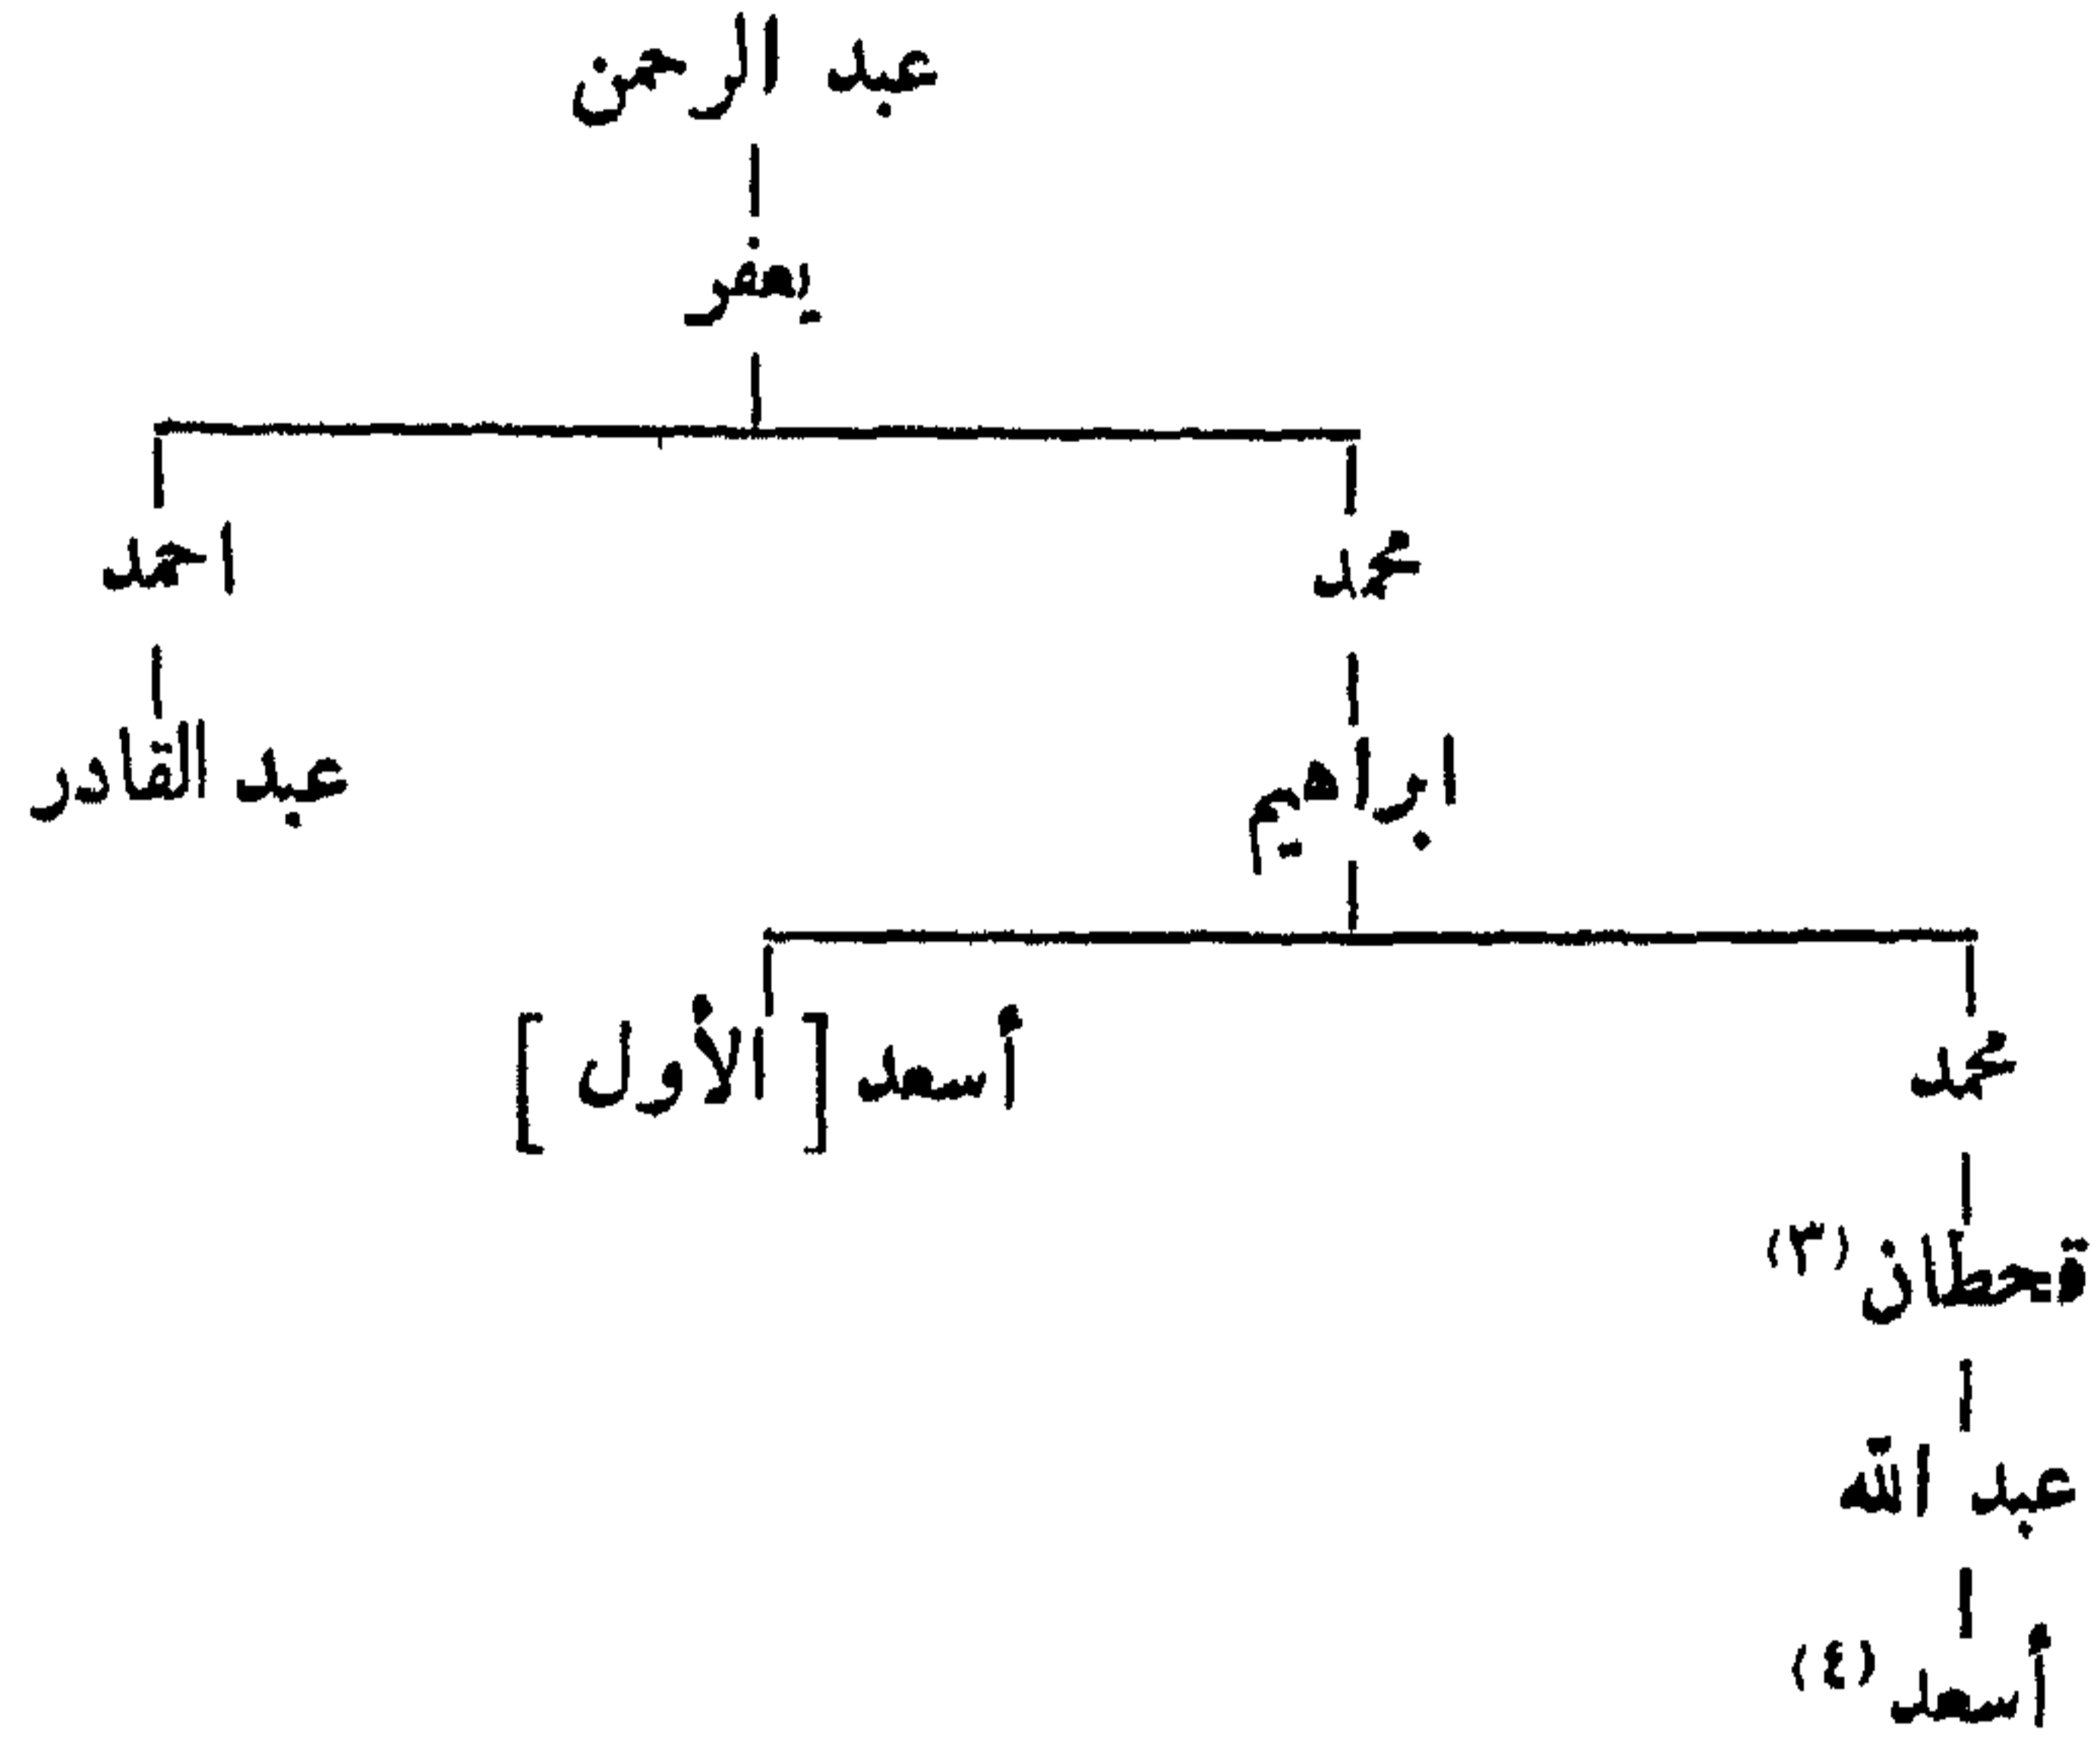 عبد الرحمن
يعفر
محمد
احمد
ابراهيم
عبد القادر
محمد
أسعد [ الأول ]
قحطان (٣)
عبد الله
أسعد (٤)